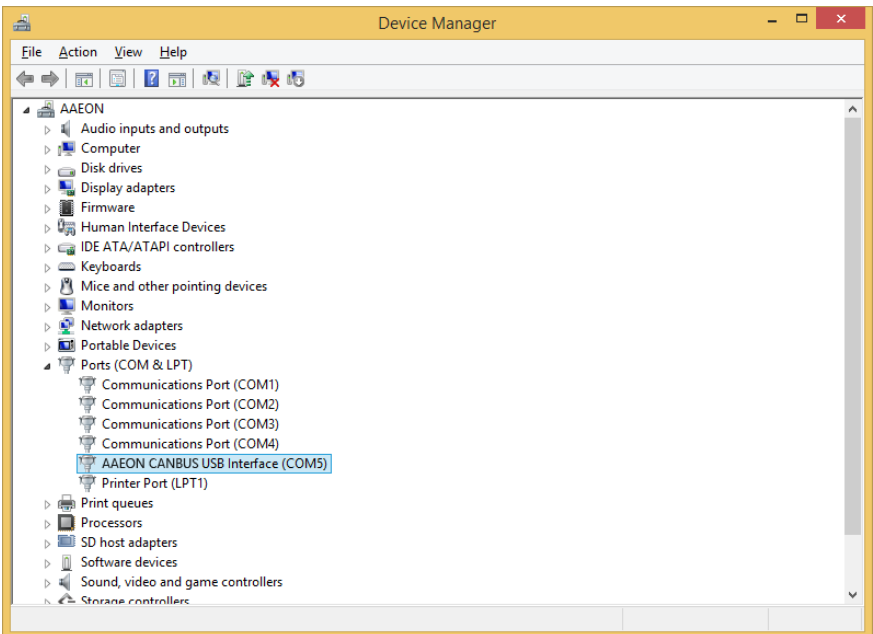 Device Manager
File Action View Help
AAEON
Audio inputs and outputs
Computer
Disk drives
Display adapters
Firmware
Human Interface Devices
IDE ATA/ATAPI controllers
Keyboards
Mice and other pointing devices
Monitors
Network adapters
Portable Devices
Ports (COM & LPT)
Communications Port (COM1)
Communications Port (COM2)
Communications Port (COM3)
Communications Port (COM4)
AAEON CANBUS USB Interface (COM5)
Printer Port (LPT1)
Print queues
Processors
SD host adapters
Software devices
Sound, video and game controllers
Storage controllers